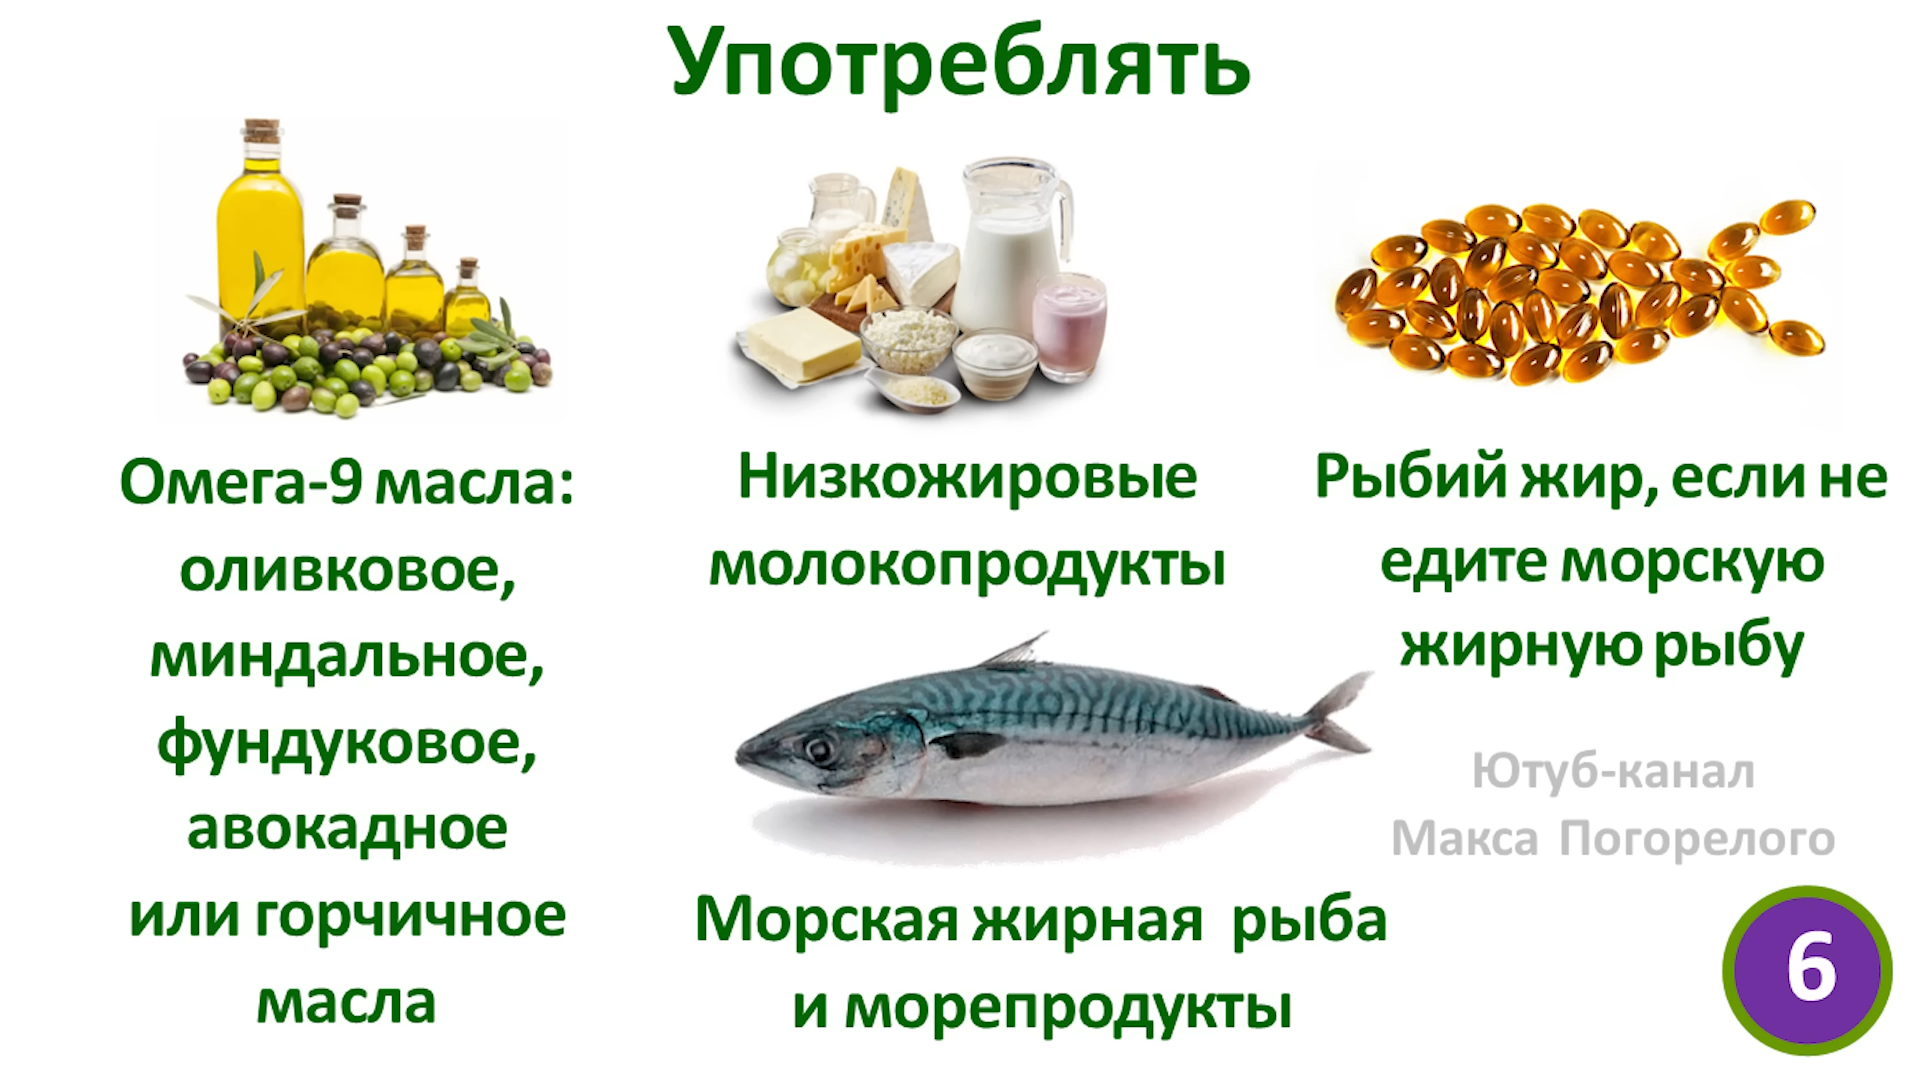 Употреблять
Омега-9 масла:
оливковое,
миндальное,
фундуковое,
авокадное
или горчичное
масла
Низкожировые
молокопродукты
Рыбий жир, если не
едите морскую
жирную рыбу
Морская жирная рыба
и морепродукты
Ютуб-канал
Макса Погорелого
6